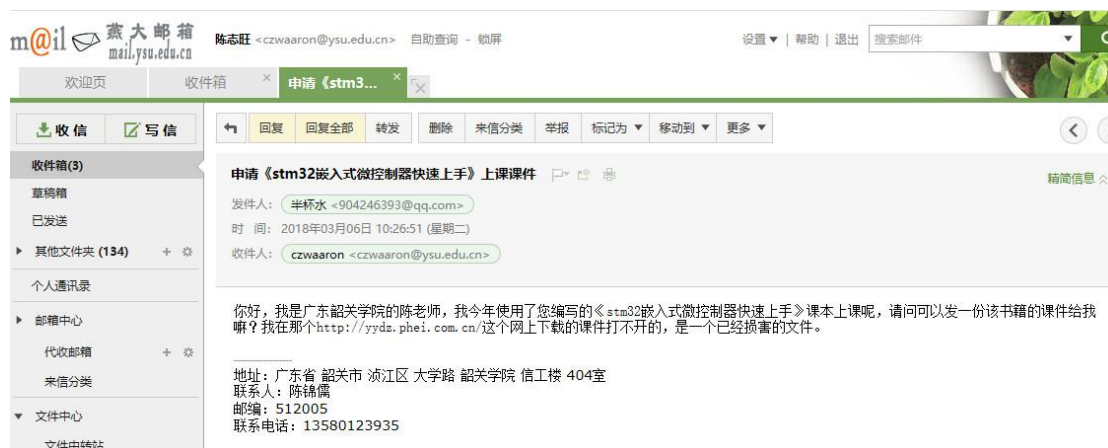 m@il 燕大邮箱
mail.ysu.edu.cn
陈志旺 <czwaaron@ysu.edu.cn> 自助查询 - 锁屏
设置▼ | 帮助 | 退出 搜索邮件
欢迎页 收件箱 × 申请《stm3... ×
收信 写信
回复 回复全部 转发 删除 来信分类 举报 标记为 ▼ 移动到 ▼ 更多 ▼
收件箱(3)
草稿箱
已发送
其他文件夹 (134) +
个人通讯录
邮箱中心
代收邮箱 +
来信分类
文件中心
文件中转站
申请《stm32嵌入式微控制器快速上手》上课课件
精简信息
发件人: 半杯水 <904246393@qq.com>
时 间: 2018年03月06日 10:26:51 (星期二)
收件人: czwaaron <czwaaron@ysu.edu.cn>
你好，我是广东韶关学院的陈老师，我今年使用了您编写的《stm32嵌入式微控制器快速上手》课本上课呢，请问可以发一份该书籍的课件给我
嘛？我在那个http://yydz.phei.com.cn/这个网上下载的课件打不开的，是一个已经损害的文件。
地址：广东省 韶关市 浈江区 大学路 韶关学院 信工楼 404室
联系人：陈锦儒
邮编：512005
联系电话：13580123935